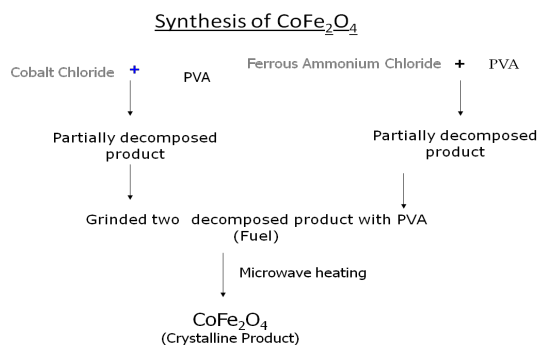 Synthesis of CoFe₂O₄
Cobalt Chloride + PVA
Ferrous Ammonium Chloride + PVA
Partially decomposed
product
Partially decomposed
product
Grinded two decomposed product with PVA
(Fuel)
Microwave heating
CoFe₂O₄
(Crystalline Product)